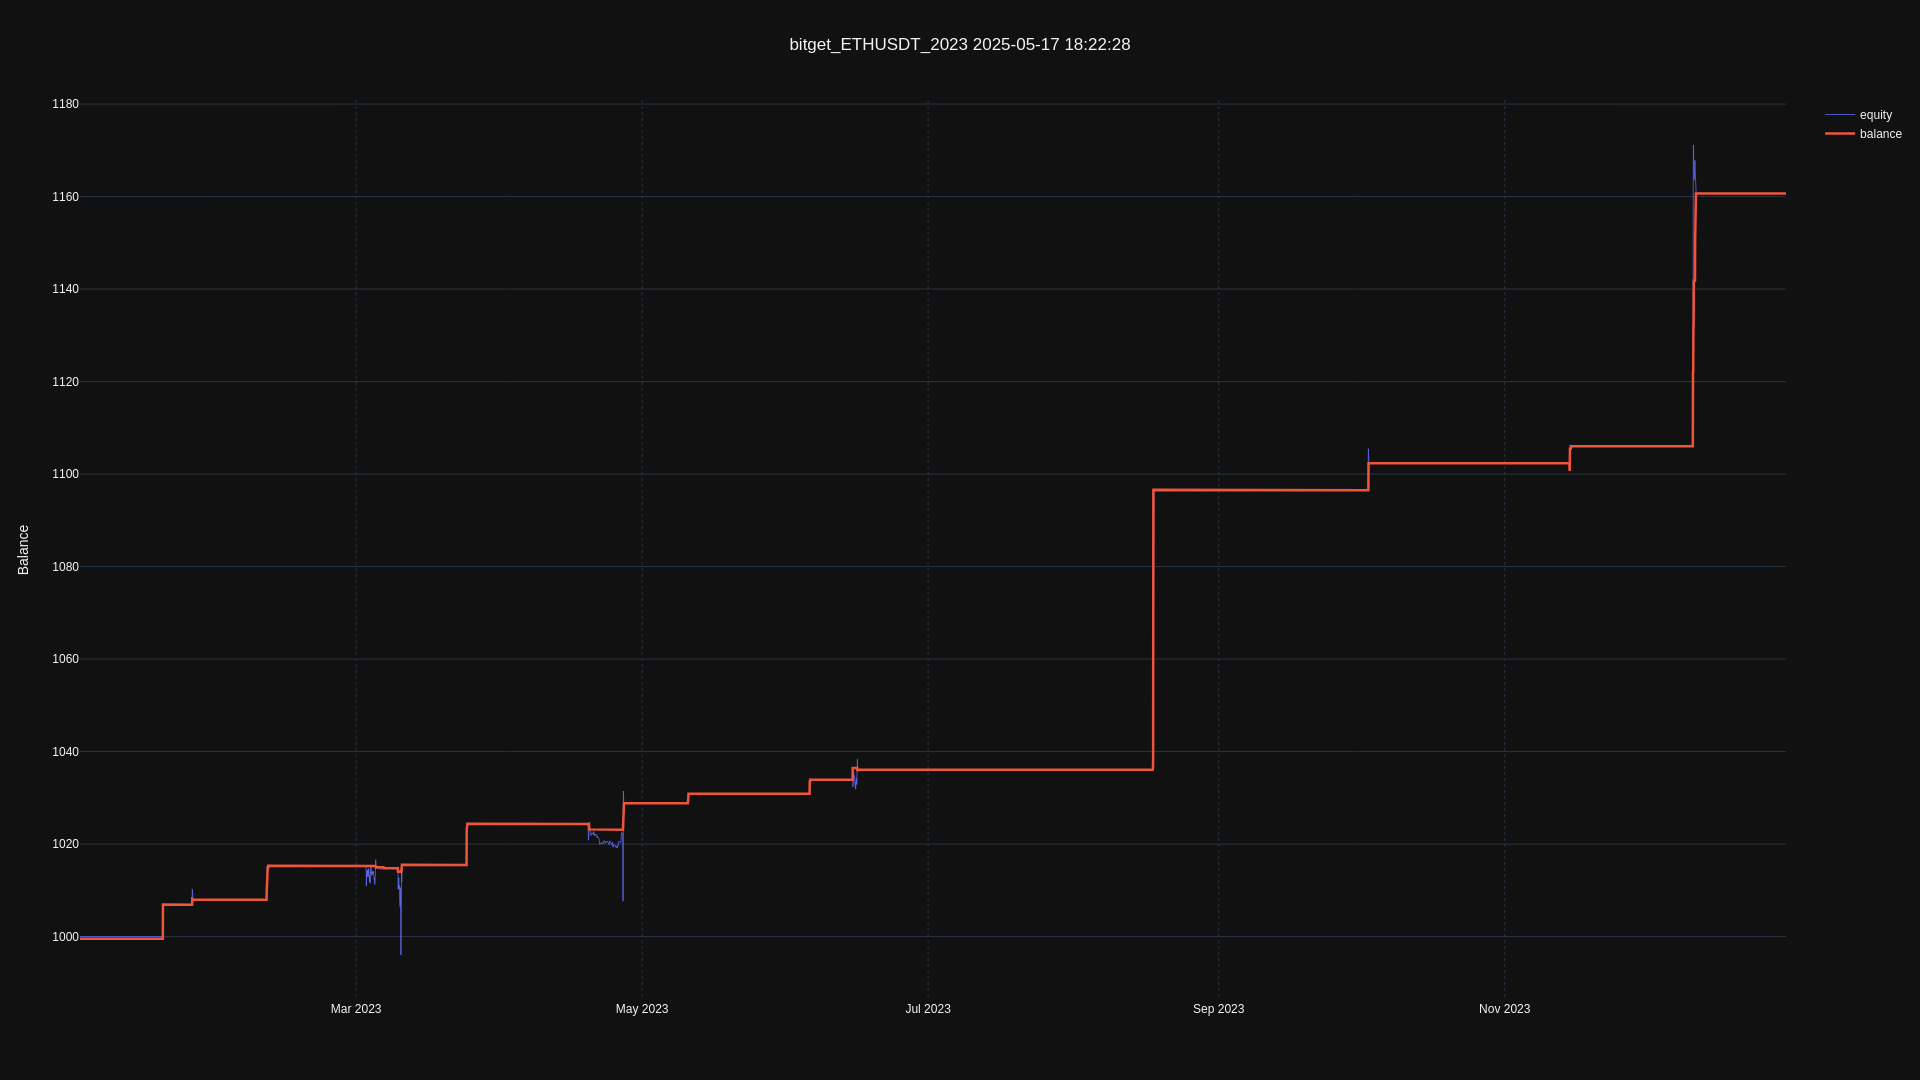 bitget_ETHUSDT_2023 2025-05-17 18:22:28
equity
balance
Balance
1180
1160
1140
1120
1100
1080
1060
1040
1020
1000
Mar 2023
May 2023
Jul 2023
Sep 2023
Nov 2023